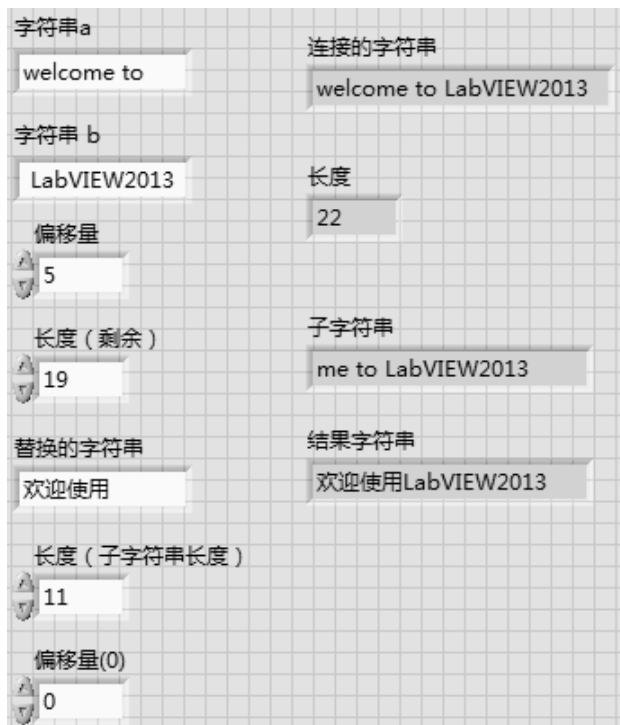 字符串a
welcome to
字符串 b
LabVIEW2013
偏移量
5
长度（剩余）
19
替换的字符串
欢迎使用
长度（子字符串长度）
11
偏移量(0)
0
连接的字符串
welcome to LabVIEW2013
长度
22
子字符串
me to LabVIEW2013
结果字符串
欢迎使用LabVIEW2013